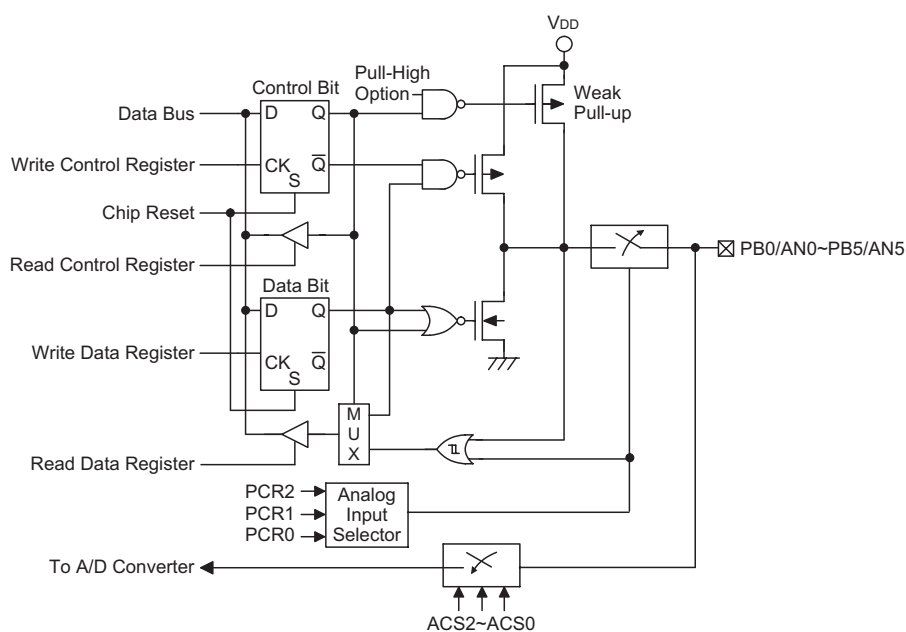 VDD
Control Bit
Pull-High
Option
Weak
Pull-up
Data Bus
D
Q
Write Control Register
CK
Q̅
S
Chip Reset
Read Control Register
Data Bit
D
Q
Write Data Register
CK
Q̅
S
PB0/AN0~PB5/AN5
M
U
X
Read Data Register
PCR2
PCR1
PCR0
Analog
Input
Selector
To A/D Converter
ACS2~ACS0